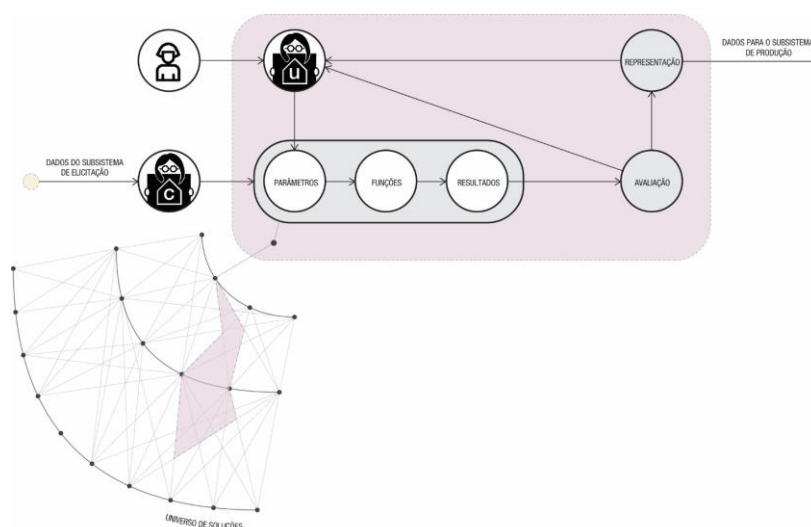 DADOS PARA O SUBSISTEMA
DE PRODUÇÃO
U
REPRESENTAÇÃO
DADOS DO SUBSISTEMA
DE ELICITAÇÃO
C
PARÂMETROS
FUNÇÕES
RESULTADOS
AVALIAÇÃO
UNIVERSO DE SOLUÇÕES